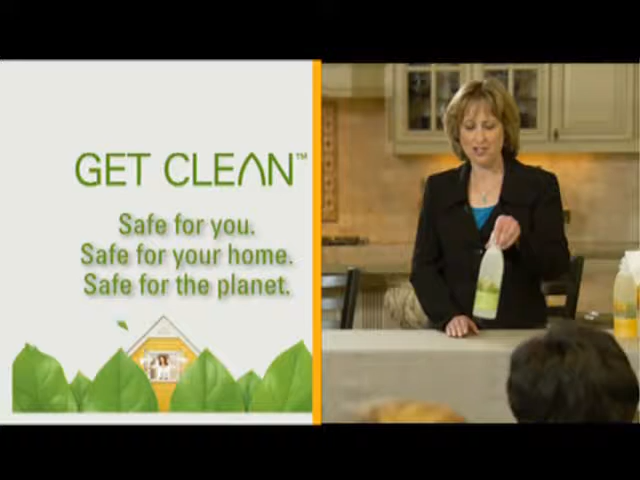 GET CLEAN™
Safe for you.
Safe for your home.
Safe for the planet.